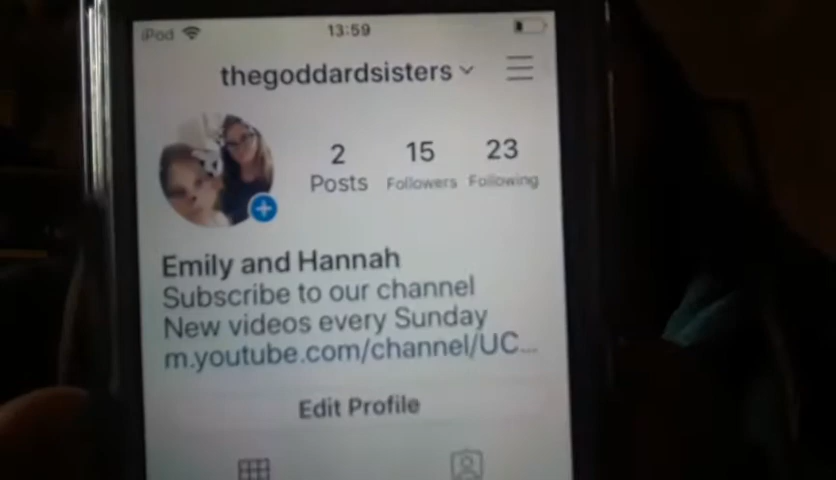 iPod 13:59
thegoddardsisters
2 15 23
Posts Followers Following
Emily and Hannah
Subscribe to our channel
New videos every Sunday
m.youtube.com/channel/UC...
Edit Profile